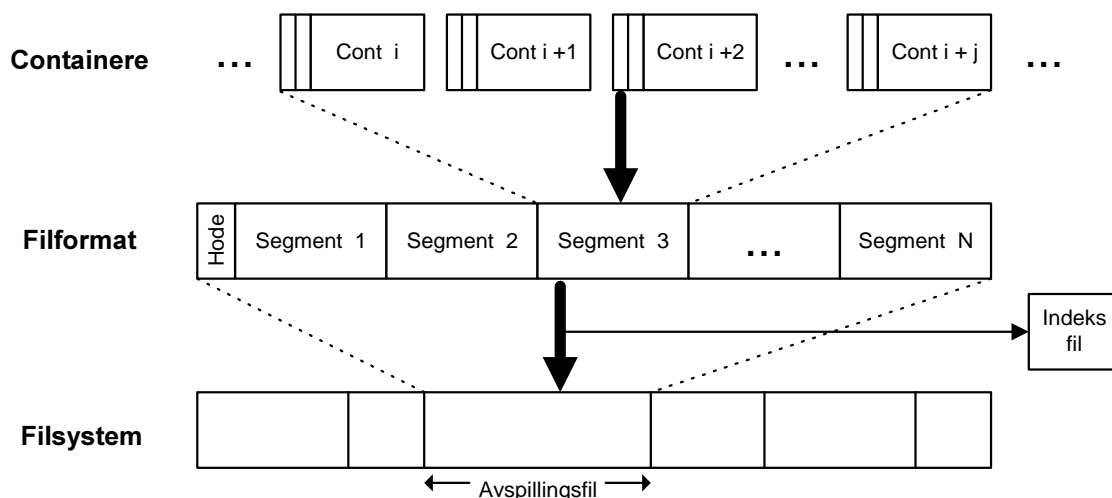 Containere ... Cont i Cont i +1 Cont i +2 ... Cont i + j ...
Filformat Hode Segment 1 Segment 2 Segment 3 ... Segment N
Indeks
fil
Filsystem
Avspillingsfil